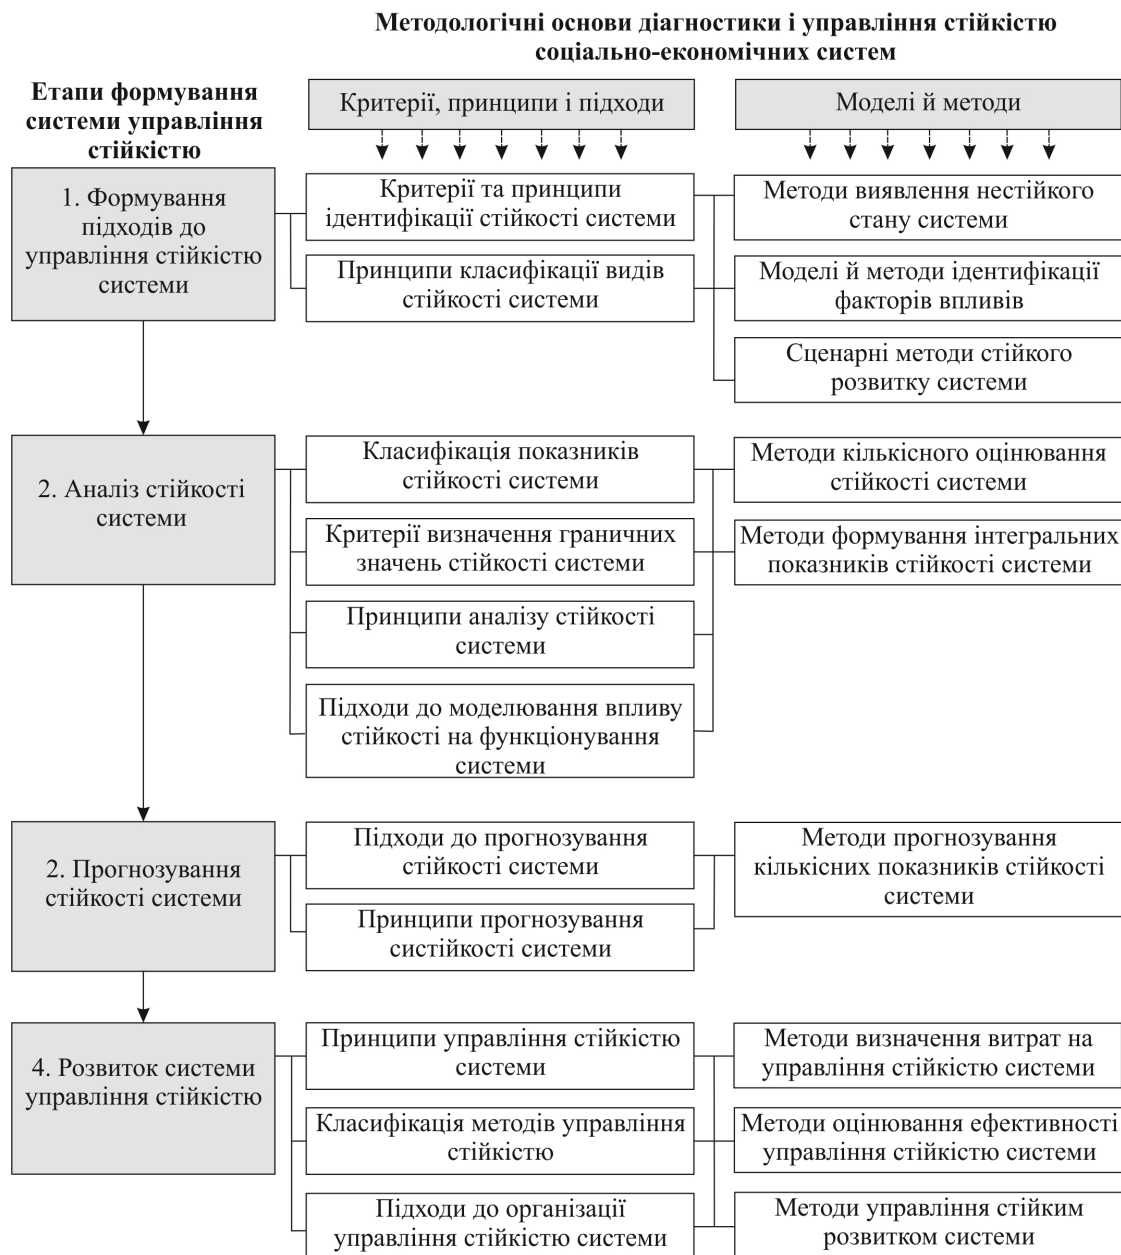 Методологічні основи діагностики і управління стійкістю
соціально-економічних систем
Етапи формування
системи управління
стійкістю
Критерії, принципи і підходи
Моделі й методи
1. Формування
підходів до
управління стійкістю
системи
Критерії та принципи
ідентифікації стійкості системи
Принципи класифікації видів
стійкості системи
Методи виявлення нестійкого
стану системи
Моделі й методи ідентифікації
факторів впливів
Сценарні методи стійкого
розвитку системи
2. Аналіз стійкості
системи
Класифікація показників
стійкості системи
Критерії визначення граничних
значень стійкості системи
Принципи аналізу стійкості
системи
Підходи до моделювання впливу
стійкості на функціонування
системи
Методи кількісного оцінювання
стійкості системи
Методи формування інтегральних
показників стійкості системи
2. Прогнозування
стійкості системи
Підходи до прогнозування
стійкості системи
Принципи прогнозування
систійкості системи
Методи прогнозування
кількісних показників стійкості
системи
4. Розвиток системи
управління стійкістю
Принципи управління стійкістю
системи
Класифікація методів управління
стійкістю
Підходи до організації
управління стійкістю системи
Методи визначення витрат на
управління стійкістю системи
Методи оцінювання ефективності
управління стійкістю системи
Методи управління стійким
розвитком системи